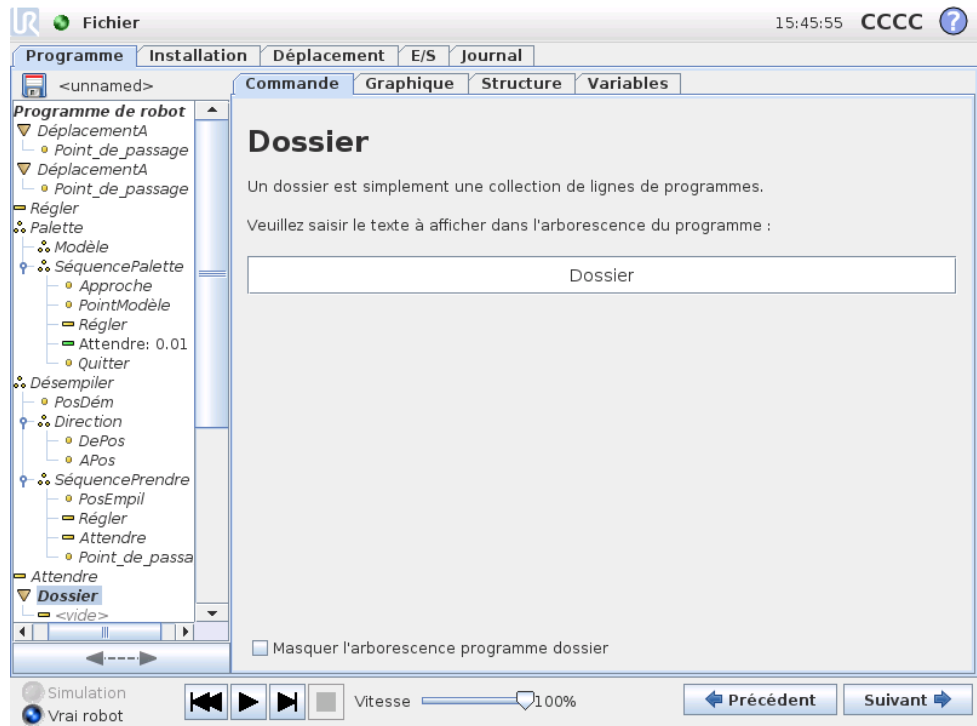 UR Fichier 15:45:55 CCCC ?
Programme Installation Déplacement E/S Journal
<unnamed>
Commande Graphique Structure Variables
Programme de robot
DéplacementA
Point_de_passage
DéplacementA
Point_de_passage
Régler
Palette
Modèle
SéquencePalette
Approche
PointModèle
Régler
Attendre: 0.01
Quitter
Désempiler
PosDém
Direction
DePos
APos
SéquencePrendre
PosEmpil
Régler
Attendre
Point_de_passa
Attendre
Dossier
<vide>
Dossier
Un dossier est simplement une collection de lignes de programmes.
Veuillez saisir le texte à afficher dans l'arborescence du programme :
Dossier
Masquer l'arborescence programme dossier
Simulation
Vrai robot
Vitesse 100%
Précédent Suivant